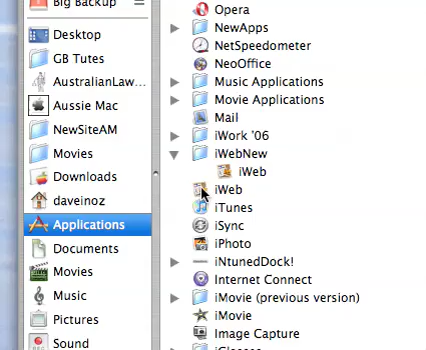 Big Backup
Desktop
GB Tutes
AustralianLaw...
Aussie Mac
NewSiteAM
Movies
Downloads
daveinoz
Applications
Documents
Movies
Music
Pictures
Sound
Opera
NewApps
NetSpeedometer
NeoOffice
Music Applications
Movie Applications
Mail
iWork '06
iWebNew
iWeb
iWeb
iTunes
iSync
iPhoto
iNtunedDock!
Internet Connect
iMovie (previous version)
iMovie
Image Capture